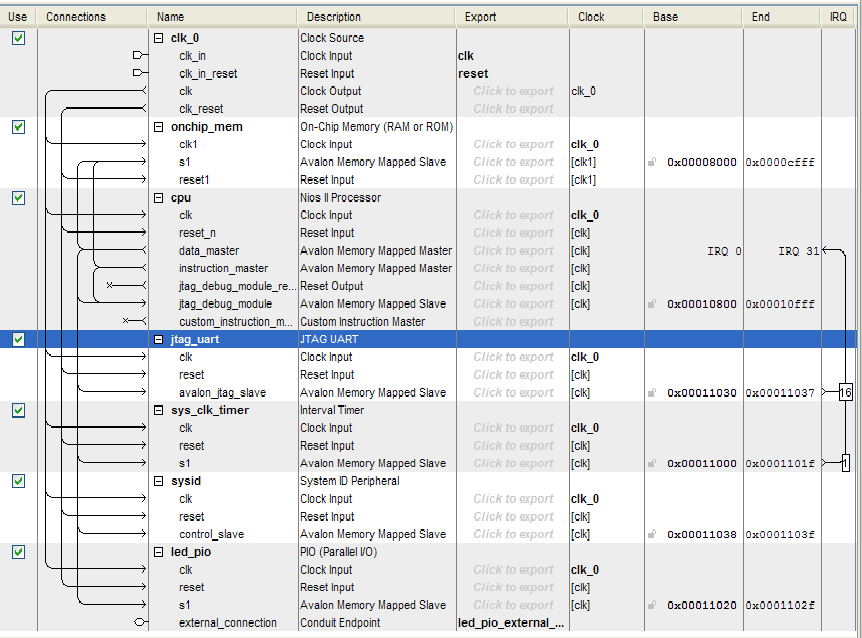 Use Connections Name Description Export Clock Base End IRQ
clk_0 Clock Source
clk_in Clock Input clk
clk_in_reset Reset Input reset
clk Clock Output Click to export clk_0
clk_reset Reset Output Click to export
onchip_mem On-Chip Memory (RAM or ROM)
clk1 Clock Input Click to export clk_0
s1 Avalon Memory Mapped Slave Click to export [clk1] 0x00008000 0x0000cfff
reset1 Reset Input Click to export [clk1]
cpu Nios II Processor
clk Clock Input Click to export clk_0
reset_n Reset Input Click to export [clk]
data_master Avalon Memory Mapped Master Click to export [clk] IRQ 0 IRQ 31
instruction_master Avalon Memory Mapped Master Click to export [clk]
jtag_debug_module_re... Reset Output Click to export [clk]
jtag_debug_module Avalon Memory Mapped Slave Click to export [clk] 0x00010800 0x00010fff
custom_instruction_m... Custom Instruction Master Click to export
jtag_uart JTAG UART
clk Clock Input Click to export clk_0
reset Reset Input Click to export [clk]
avalon_jtag_slave Avalon Memory Mapped Slave Click to export [clk] 0x00011030 0x00011037 16
sys_clk_timer Interval Timer
clk Clock Input Click to export clk_0
reset Reset Input Click to export [clk]
s1 Avalon Memory Mapped Slave Click to export [clk] 0x00011000 0x0001101f 1
sysid System ID Peripheral
clk Clock Input Click to export clk_0
reset Reset Input Click to export [clk]
control_slave Avalon Memory Mapped Slave Click to export [clk] 0x00011038 0x0001103f
led_pio PIO (Parallel I/O)
clk Clock Input Click to export clk_0
reset Reset Input Click to export [clk]
s1 Avalon Memory Mapped Slave Click to export [clk] 0x00011020 0x0001102f
external_connection Conduit Endpoint led_pio_external_...